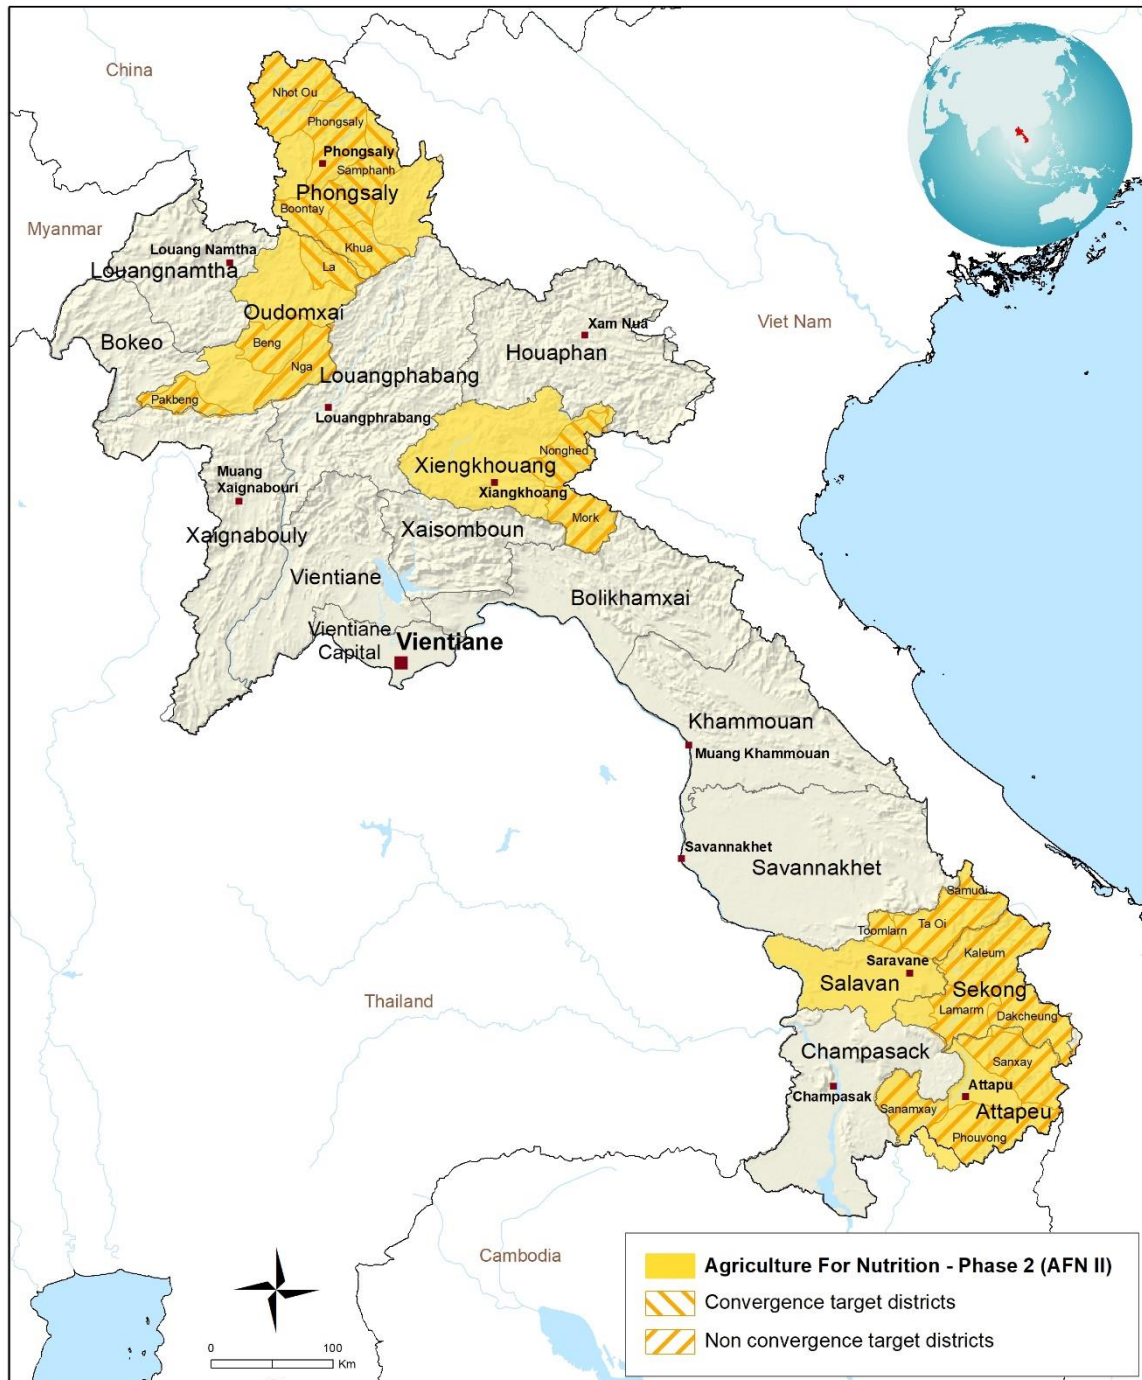 China
Nhot Ou
Phongsaly
Phongsaly
Samphanh
Phongsaly
Boontay
Khua
La
Myanmar
Louang Namtha
Louangnamtha
Oudomxai
Bokeo
Beng
Nga
Pakbeng
Viet Nam
Xam Nua
Houaphan
Louangphabang
Louangphrabang
Nonghed
Xiengkhouang
Xiangkhoang
Mork
Muang
Xaignabouri
Xaignabouly
Xaisomboun
Vientiane
Bolikhamxai
Vientiane
Capital
Vientiane
Khammouan
Muang Khammouan
Savannakhet
Savannakhet
Samuoi
Toomlarn
Ta Oi
Kaleum
Saravane
Salavan
Sekong
Lamarm
Dakcheung
Thailand
Champasack
Sanxay
Champasak
Attapu
Sanamxay
Attapeu
Phouvong
Cambodia
0
100
Km
Agriculture For Nutrition - Phase 2 (AFN II)
Convergence target districts
Non convergence target districts